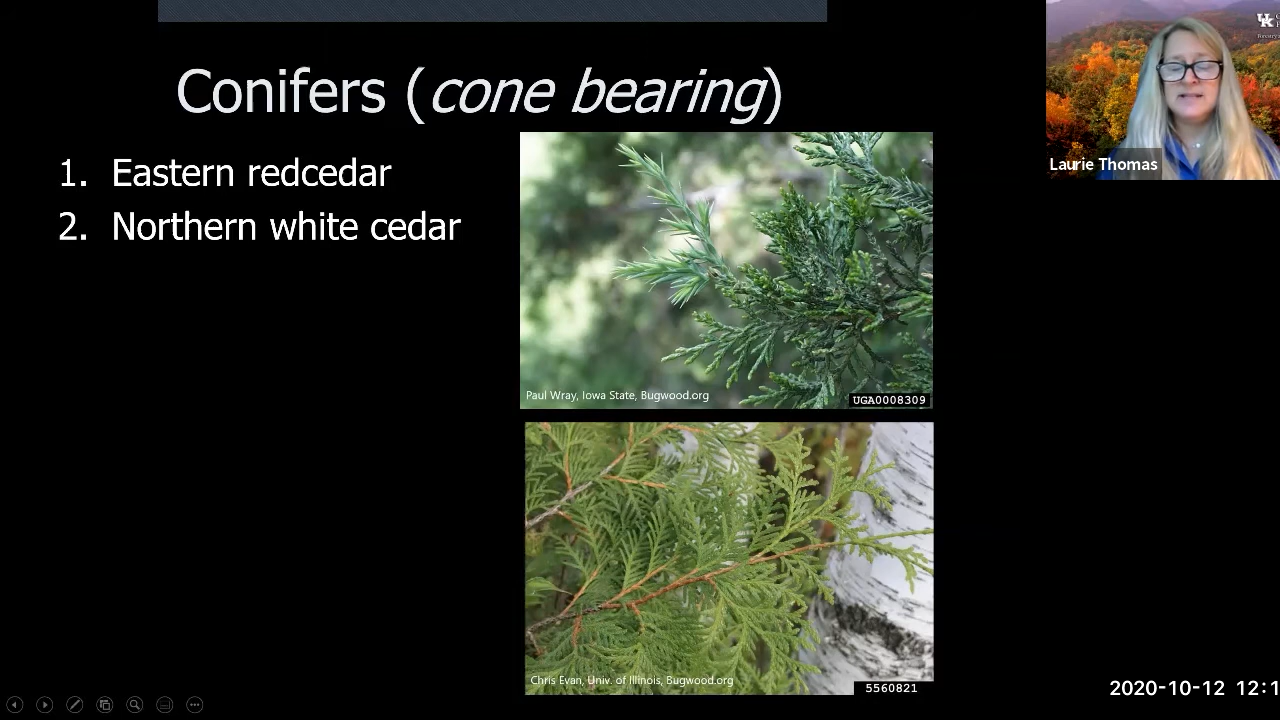 Conifers (cone bearing)
1. Eastern redcedar
2. Northern white cedar
Paul Wray, Iowa State, Bugwood.org
UGA0008309
Chris Evan, Univ. of Illinois, Bugwood.org
5560821
UK
Laurie Thomas
2020-10-12 12:1